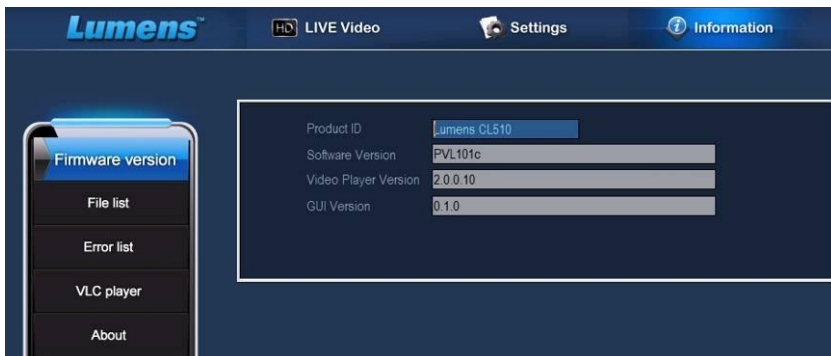 Lumens™ HD LIVE Video Settings i Information
Firmware version
File list
Error list
VLC player
About
Product ID Lumens CL510
Software Version PVL101c
Video Player Version 2.0.0.10
GUI Version 0.1.0